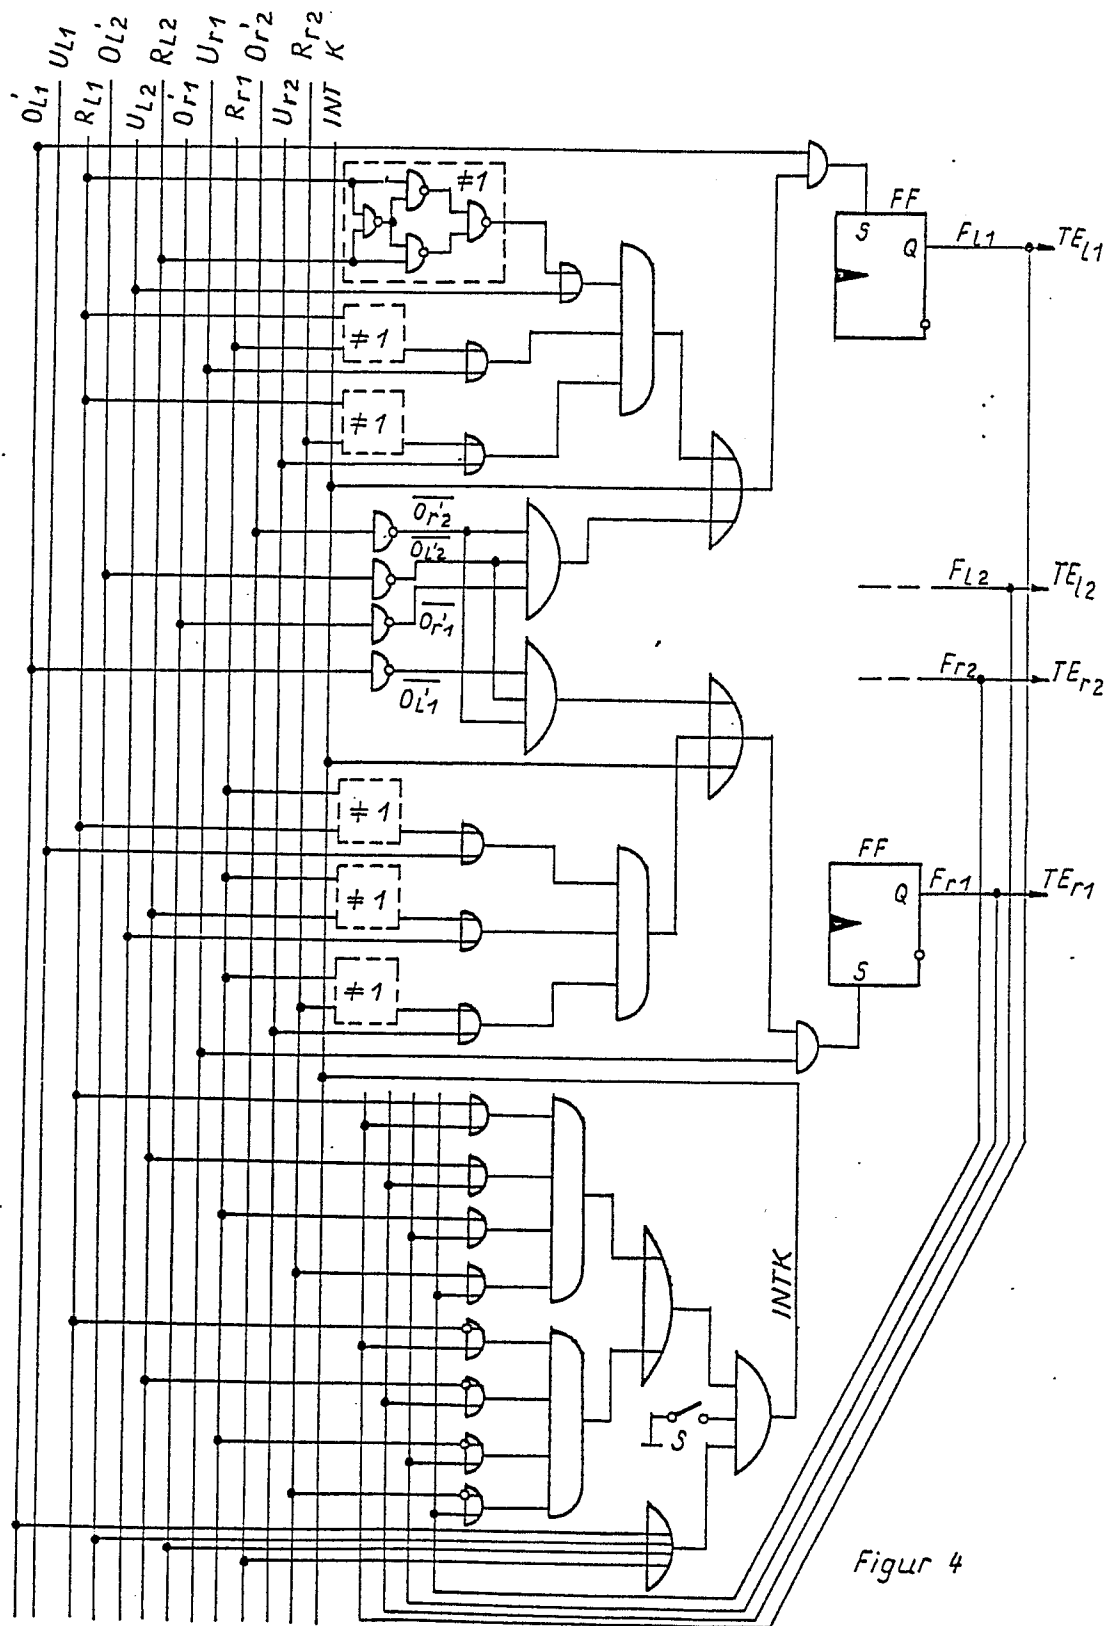 O'L1 UL1 RL1 O'L2 UL2 RL2 O'r1 Ur1 Rr1 O'r2 Ur2 Rr2 INT K
≠1
FF
S
Q
FL1
TEL1
≠1
≠1
O'r2
O'L2
FL2
TEL2
O'r1
Fr2
TEr2
O'L1
≠1
FF
Q
Fr1
TEr1
≠1
≠1
S
INTK
S
Figur 4